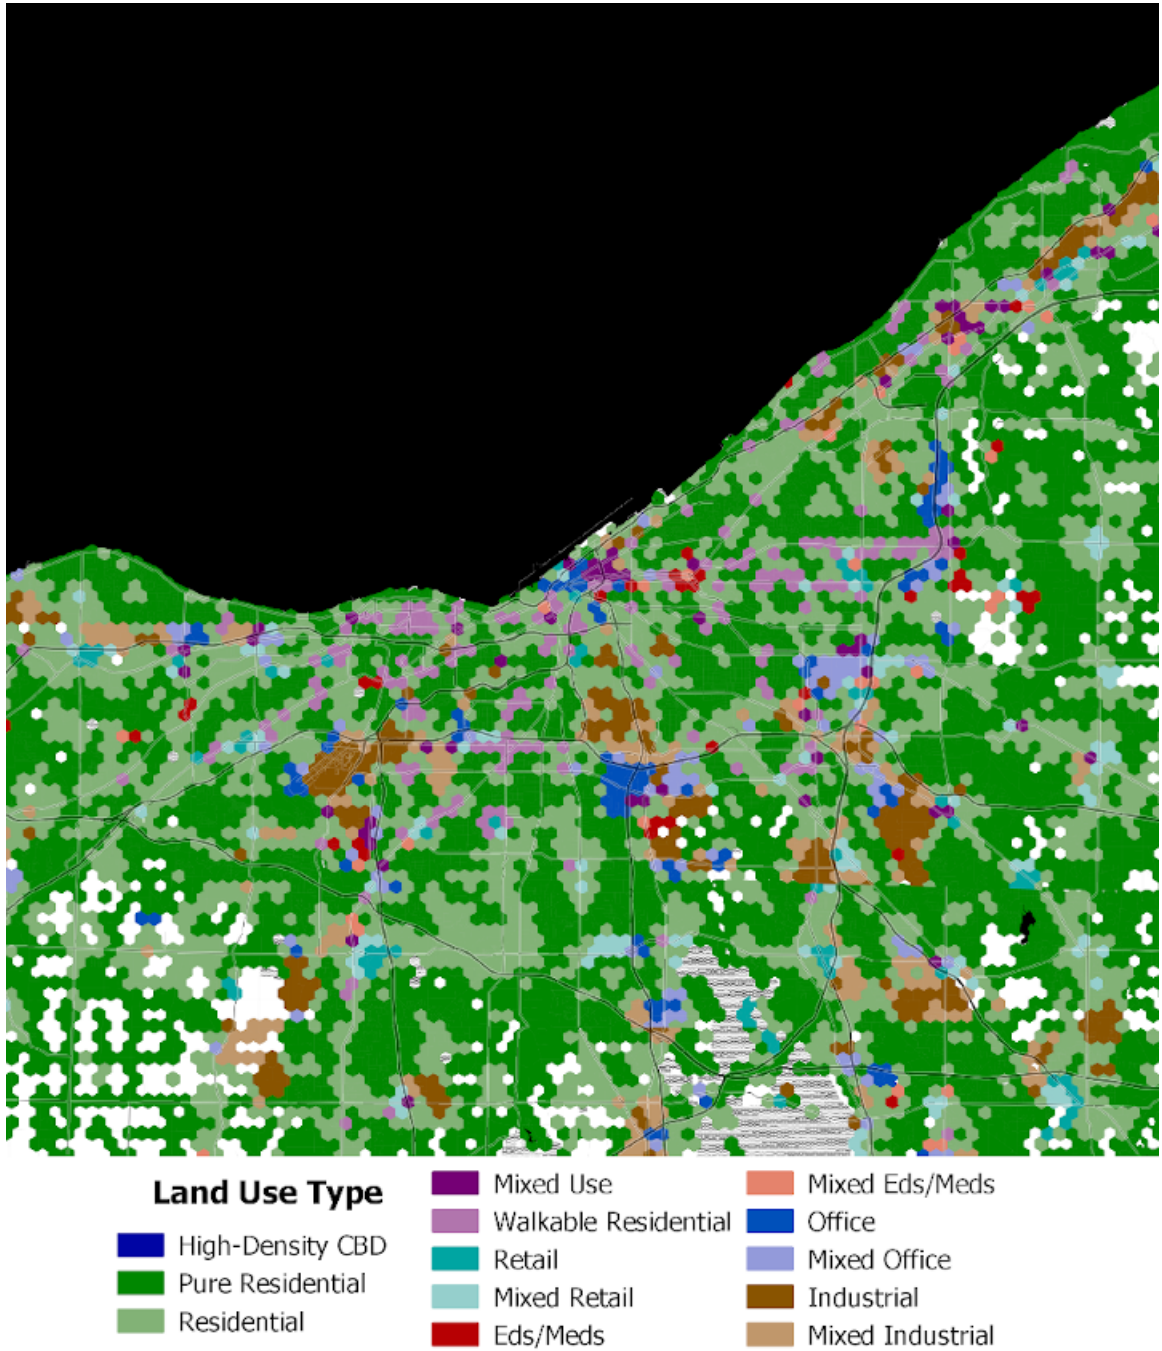 Land Use Type
High-Density CBD
Pure Residential
Residential
Mixed Use
Walkable Residential
Retail
Mixed Retail
Eds/Meds
Mixed Eds/Meds
Office
Mixed Office
Industrial
Mixed Industrial